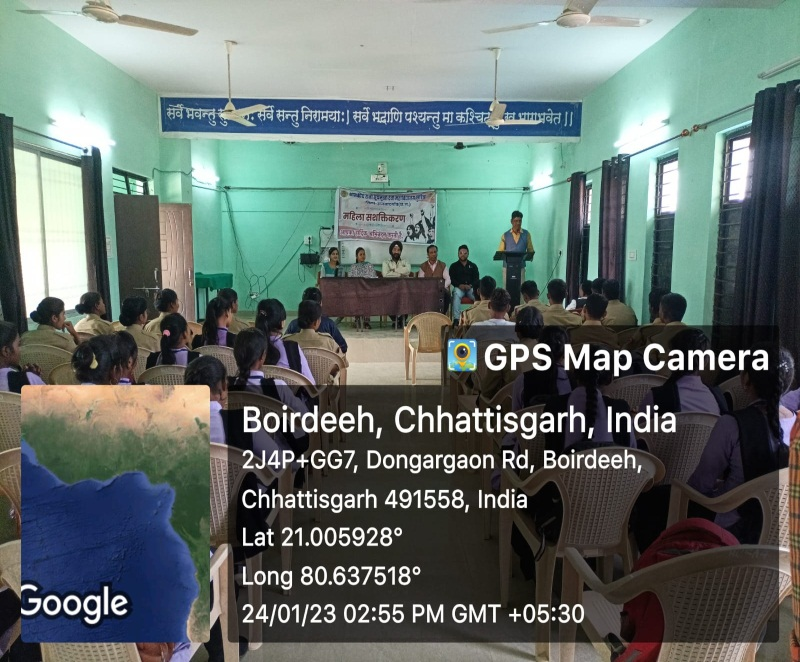 सर्वे भवन्तु सुखिनः सर्वे सन्तु निरामयाः| सर्वे भद्राणि पश्यन्तु मा कश्चिद्दुःख भागभवेत ||
महिला सशक्तिकरण
GPS Map Camera
Boirdeeh, Chhattisgarh, India
2J4P+GG7, Dongargaon Rd, Boirdeeh,
Chhattisgarh 491558, India
Lat 21.005928°
Long 80.637518°
24/01/23 02:55 PM GMT +05:30
Google